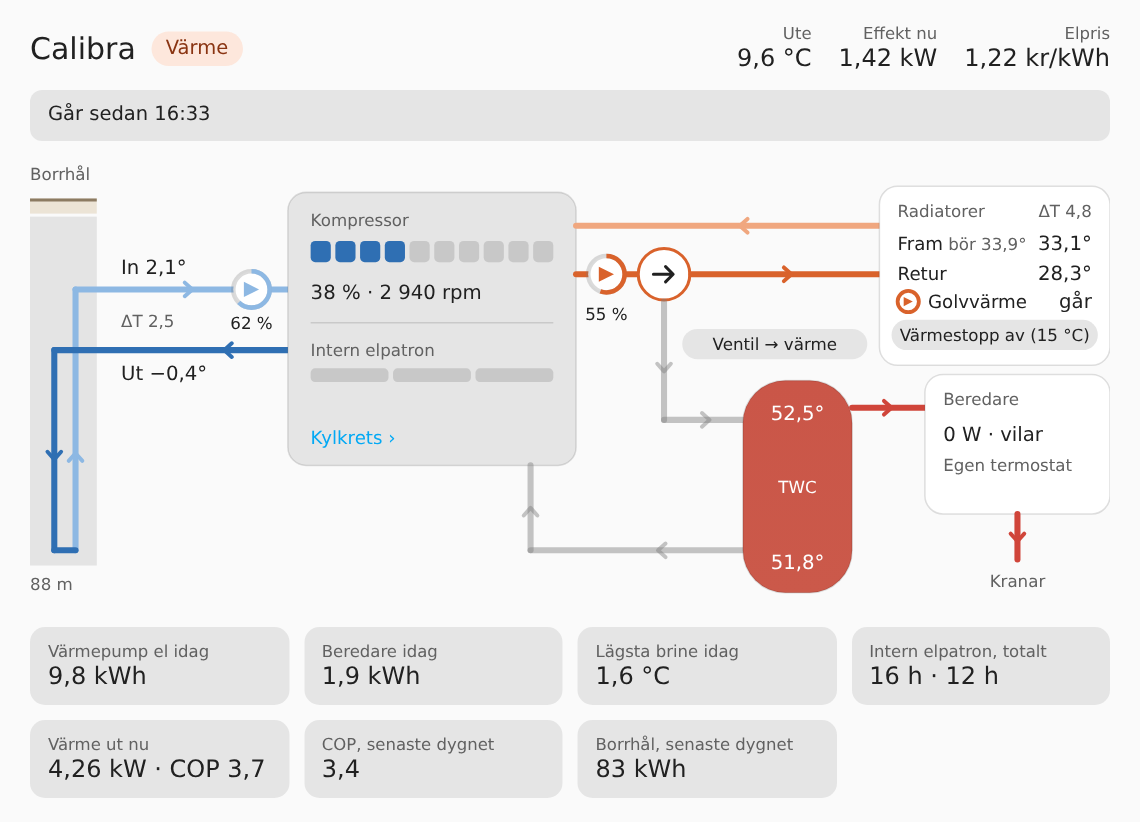 Calibra
Värme
Ute
9,6 °C
Effekt nu
1,42 kW
Elpris
1,22 kr/kWh
Går sedan 16:33
Borrhål
In 2,1°
ΔT 2,5
62 %
Ut −0,4°
88 m
Kompressor
38 % · 2 940 rpm
Intern elpatron
Kylkrets ›
55 %
Ventil → värme
Radiatorer ΔT 4,8
Fram bör 33,9° 33,1°
Retur 28,3°
Golvvärme går
Värmestopp av (15 °C)
52,5°
TWC
51,8°
Beredare
0 W · vilar
Egen termostat
Kranar
Värmepump el idag
9,8 kWh
Beredare idag
1,9 kWh
Lägsta brine idag
1,6 °C
Intern elpatron, totalt
16 h · 12 h
Värme ut nu
4,26 kW · COP 3,7
COP, senaste dygnet
3,4
Borrhål, senaste dygnet
83 kWh